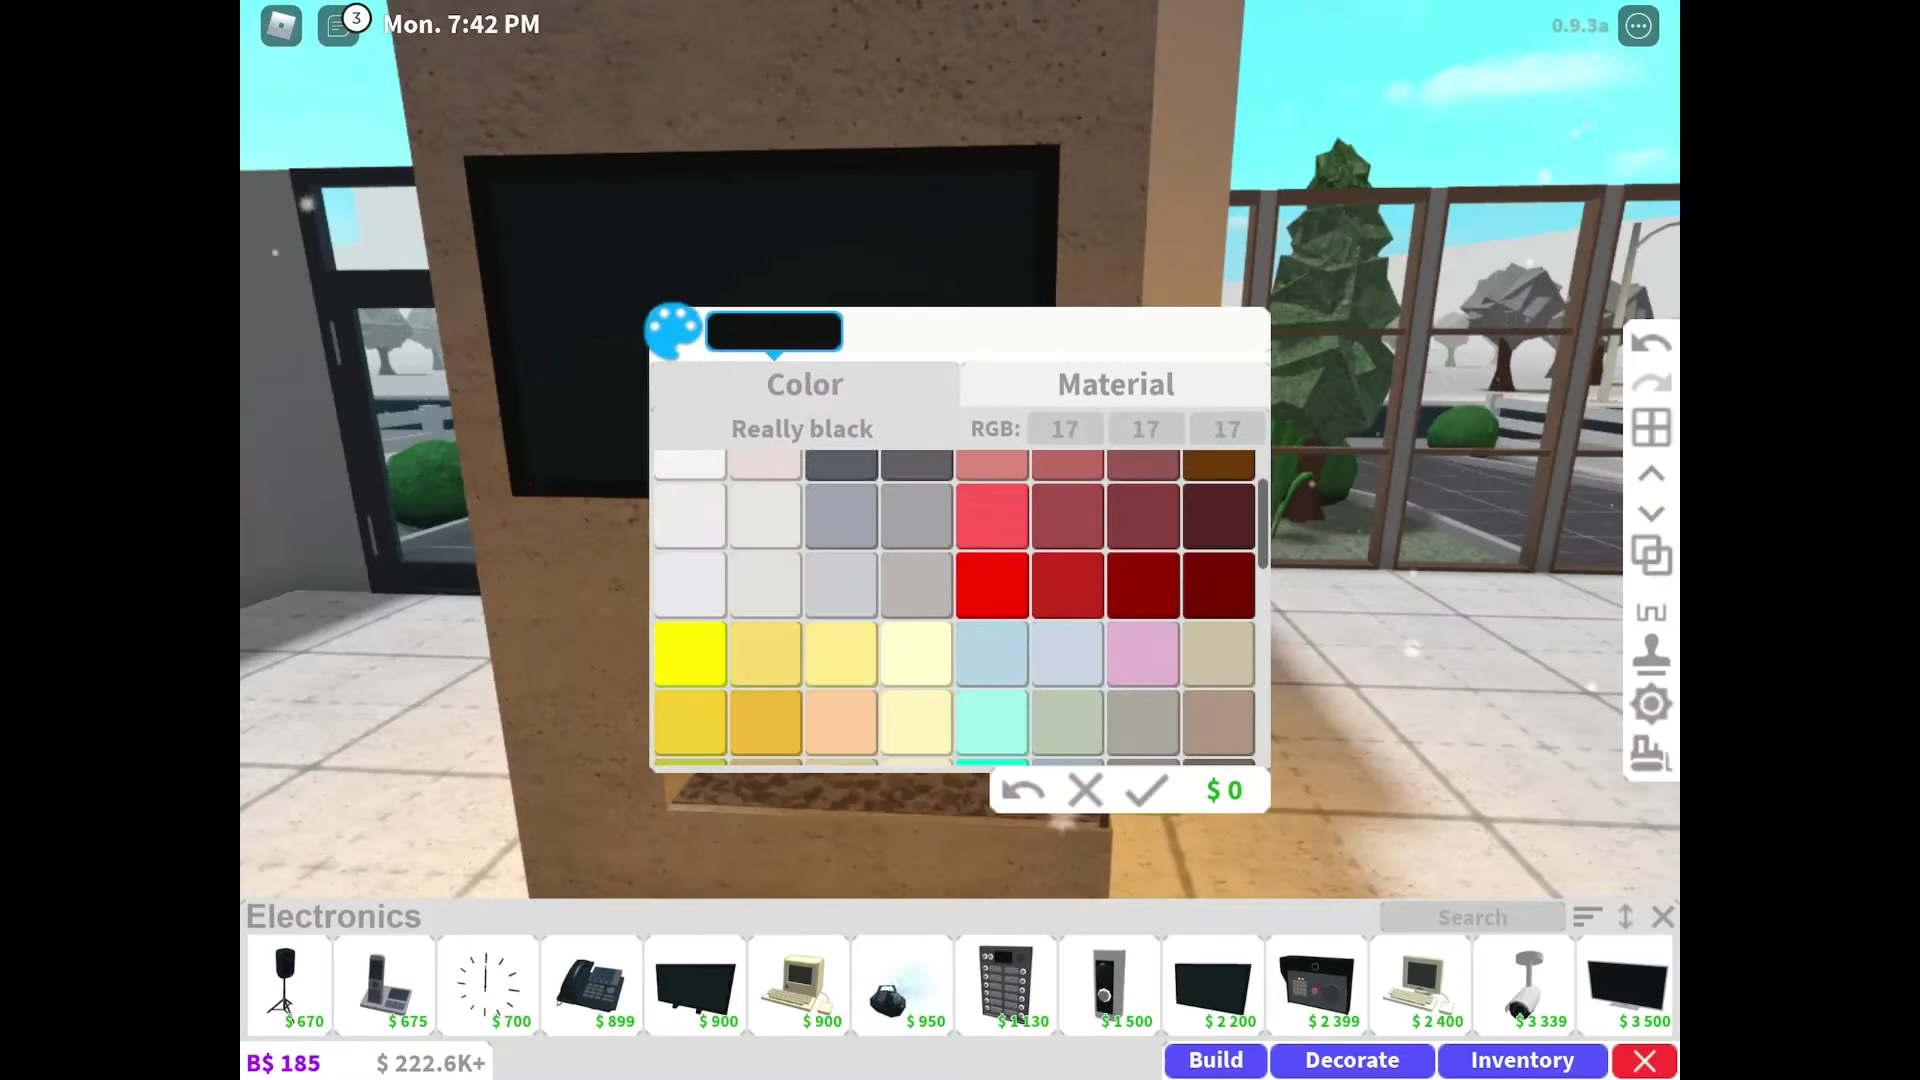 3
Mon. 7:42 PM
0.9.3a
Color
Material
Really black
RGB: 17 17 17
$ 0
Electronics
Search
$ 670
$ 675
$ 700
$ 899
$ 900
$ 900
$ 950
$ 1 130
$ 1 500
$ 2 200
$ 2 399
$ 2 400
$ 3 339
$ 3 500
B$ 185
$ 222.6K+
Build
Decorate
Inventory